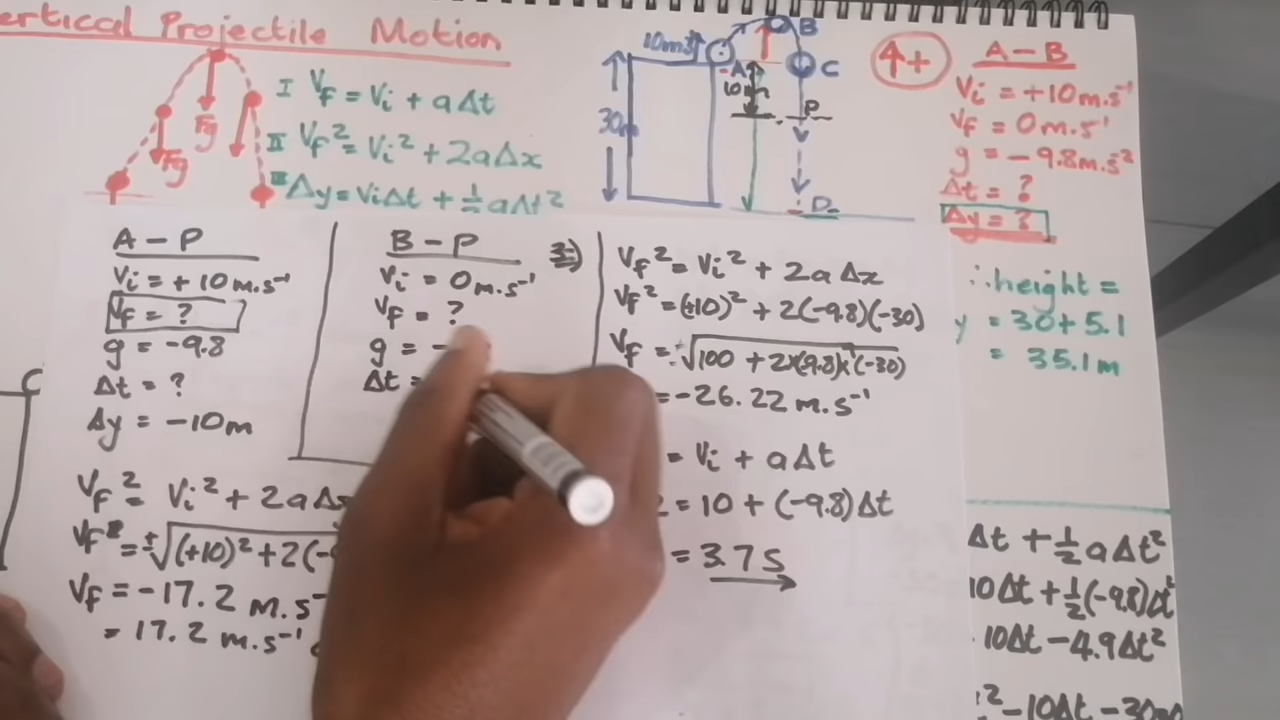 ertical Projectile Motion
Fg
Fg
I Vf = Vi + aΔt
II Vf² = Vi² + 2aΔx
III Δy = ViΔt + ½aΔt²
10m.s⁻¹
B
A
C
10m
P
30m
D
4+
A - B
Vi = +10m.s⁻¹
Vf = 0m.s⁻¹
g = -9.8m.s⁻²
Δt = ?
Δy = ?
∴ height =
y = 30 + 5.1
= 35.1m
C
A - P
Vi = +10m.s⁻¹
Vf = ?
g = -9.8
Δt = ?
Δy = -10m
Vf² = Vi² + 2aΔx
Vf = ±√(+10)² + 2(-
Vf = -17.2 m.s⁻
= 17.2 m.s⁻¹
B - P
Vi = 0m.s⁻¹
Vf = ?
g = -
Δt =
3)
Vf² = Vi² + 2aΔx
Vf² = (+10)² + 2(-9.8)(-30)
Vf = ±√100 + 2×(9.8)×(-30)
= -26.22 m.s⁻¹
= Vi + aΔt
2 = 10 + (-9.8)Δt
= 3.7s
Δt + ½aΔt²
10Δt + ½(-9.8)Δt²
10Δt - 4.9Δt²
² - 10Δt - 30